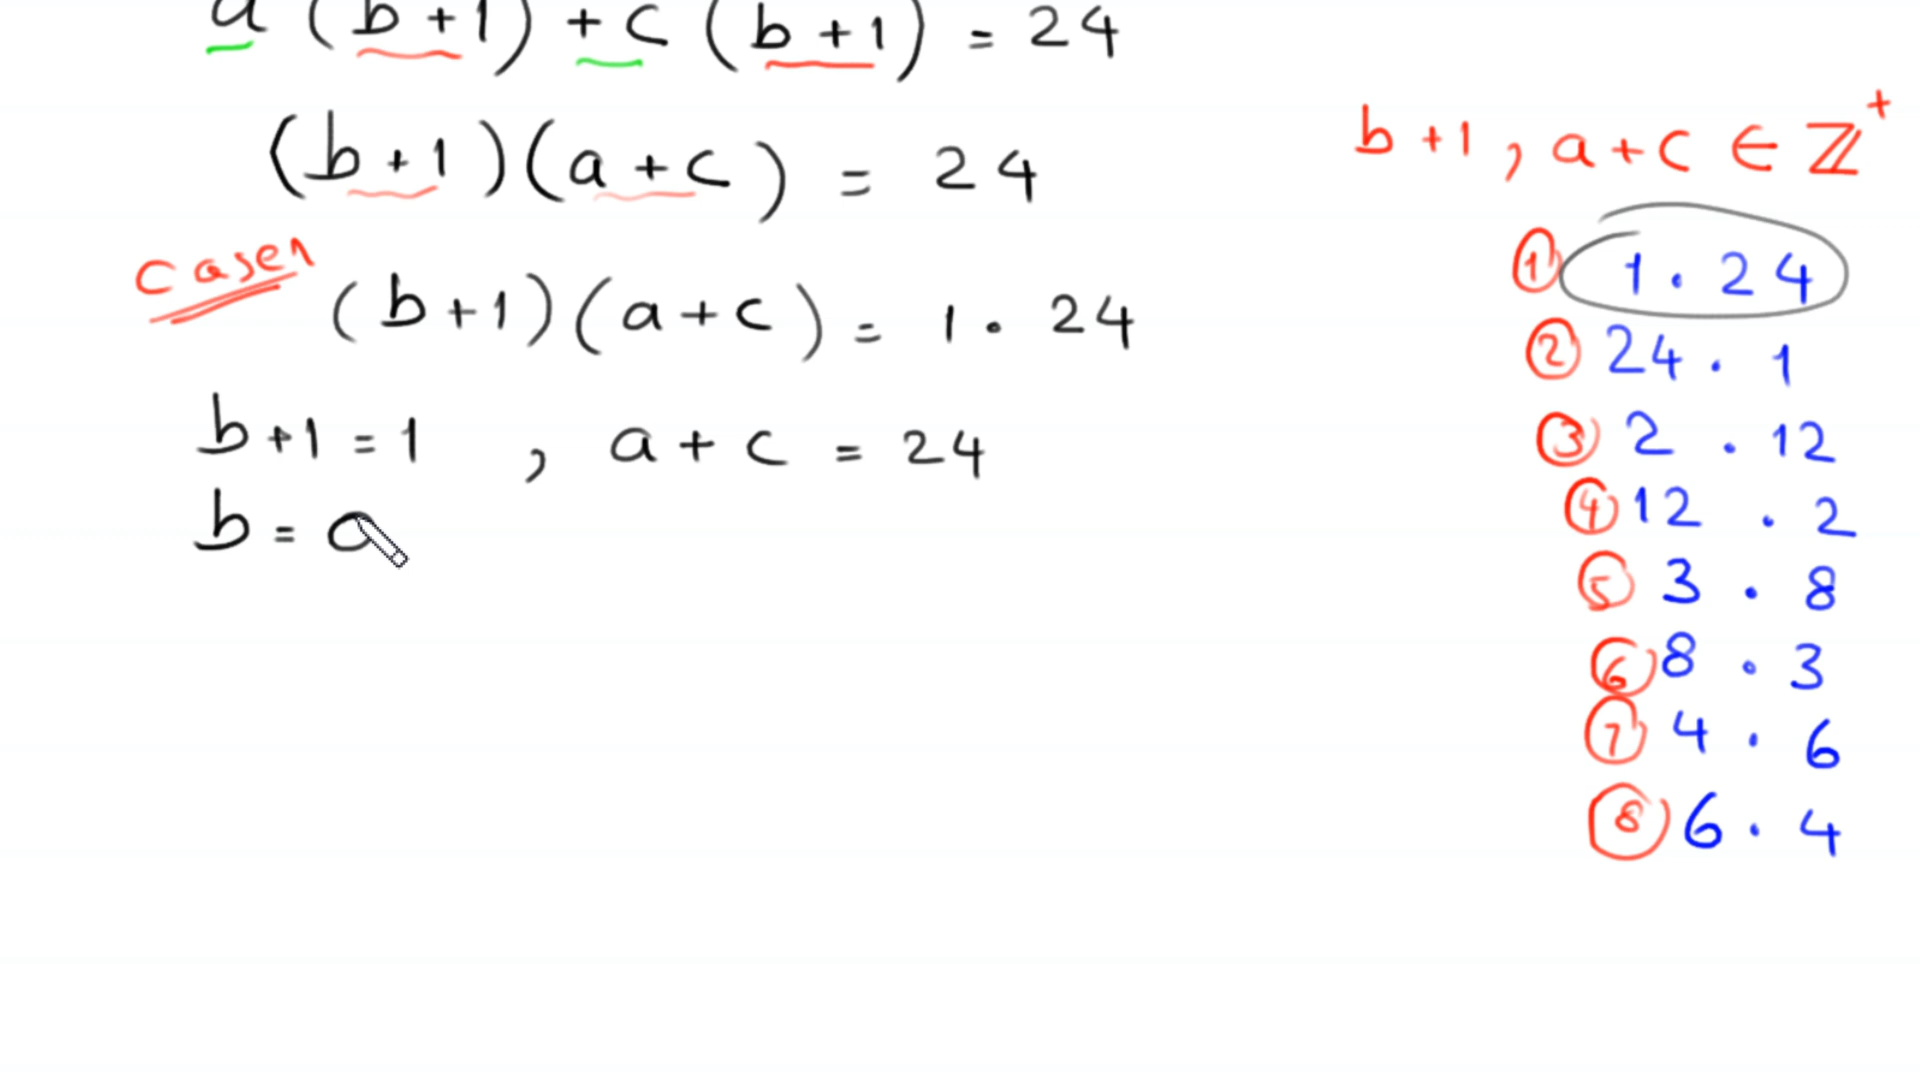 a (b+1) + c (b+1) = 24
(b+1)(a+c) = 24
case1
(b+1)(a+c) = 1 . 24
b+1 = 1 , a + c = 24
b = 0
b+1 , a+c ∈ ℤ⁺
① 1 . 24
② 24 . 1
③ 2 . 12
④ 12 . 2
⑤ 3 . 8
⑥ 8 . 3
⑦ 4 . 6
⑧ 6 . 4